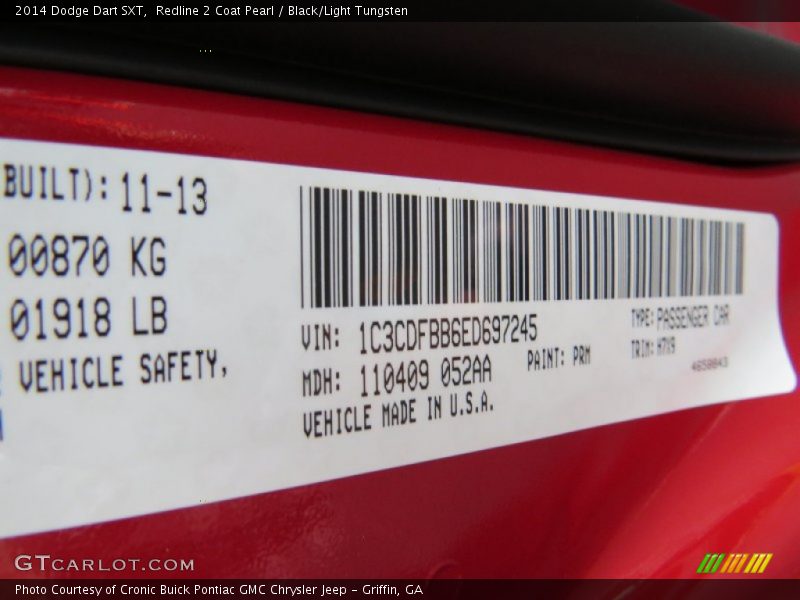 2014 Dodge Dart SXT,  Redline 2 Coat Pearl / Black/Light Tungsten
BUILT): 11-13
00870 KG
01918 LB
VEHICLE SAFETY,
VIN: 1C3CDFBB6ED697245
MDH: 110409 052AA
PAINT: PRM
VEHICLE MADE IN U.S.A.
TYPE: PASSENGER CAR
TRIM: H7X9
4650043
GTCARLOT.COM
Photo Courtesy of Cronic Buick Pontiac GMC Chrysler Jeep - Griffin, GA